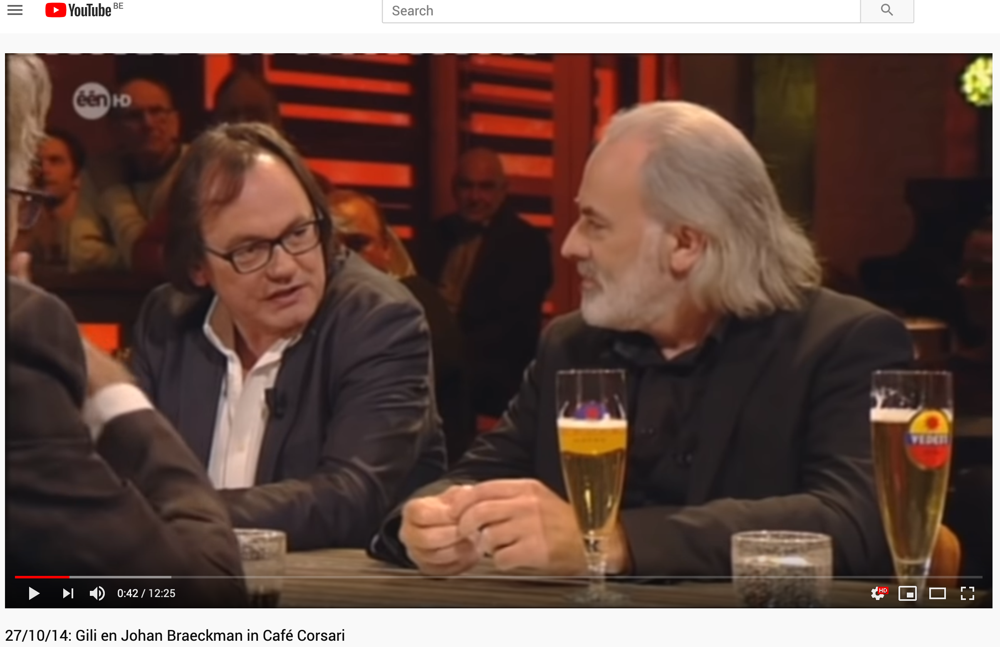 YouTube BE
Search
één HD
VEDETT
0:42 / 12:25
HD
27/10/14: Gili en Johan Braeckman in Café Corsari